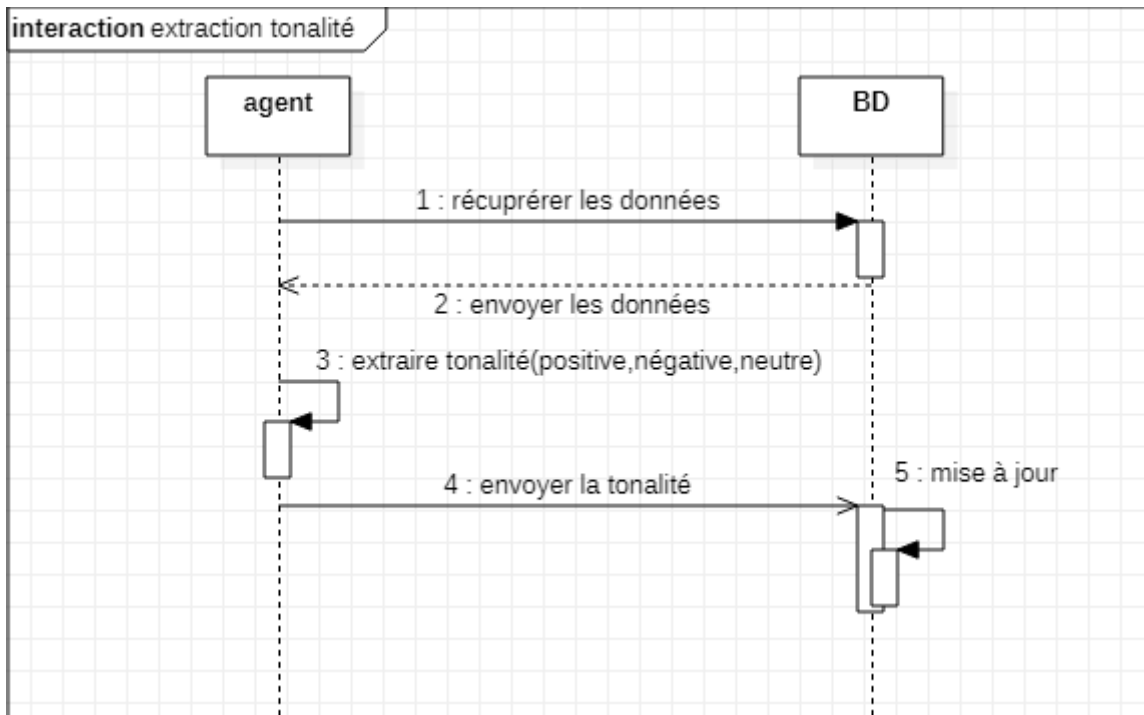 interaction extraction tonalité
agent
BD
1 : récuprérer les données
2 : envoyer les données
3 : extraire tonalité(positive,négative,neutre)
4 : envoyer la tonalité
5 : mise à jour